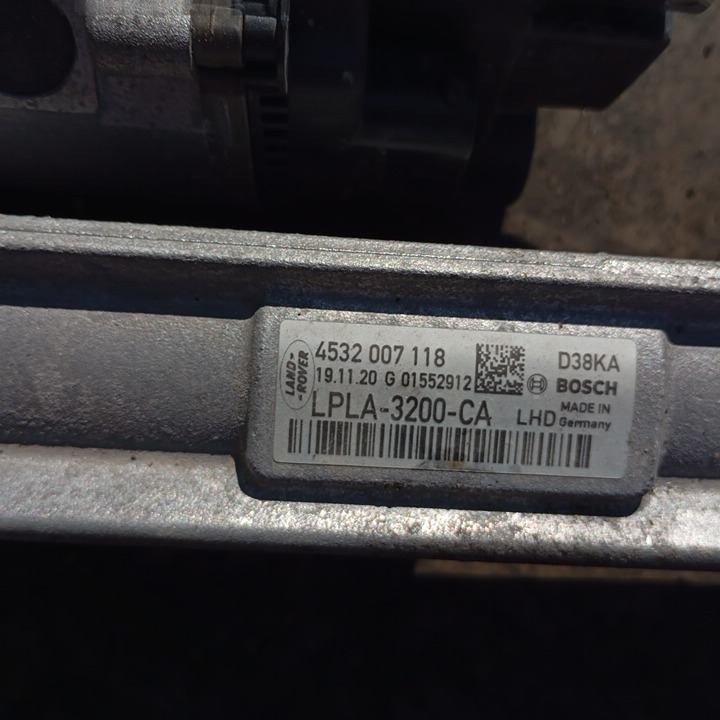 LAND-
-ROVER
4532 007 118
D38KA
19.11.20 G 01552912
BOSCH
LPLA-3200-CA LHD
MADE IN
Germany